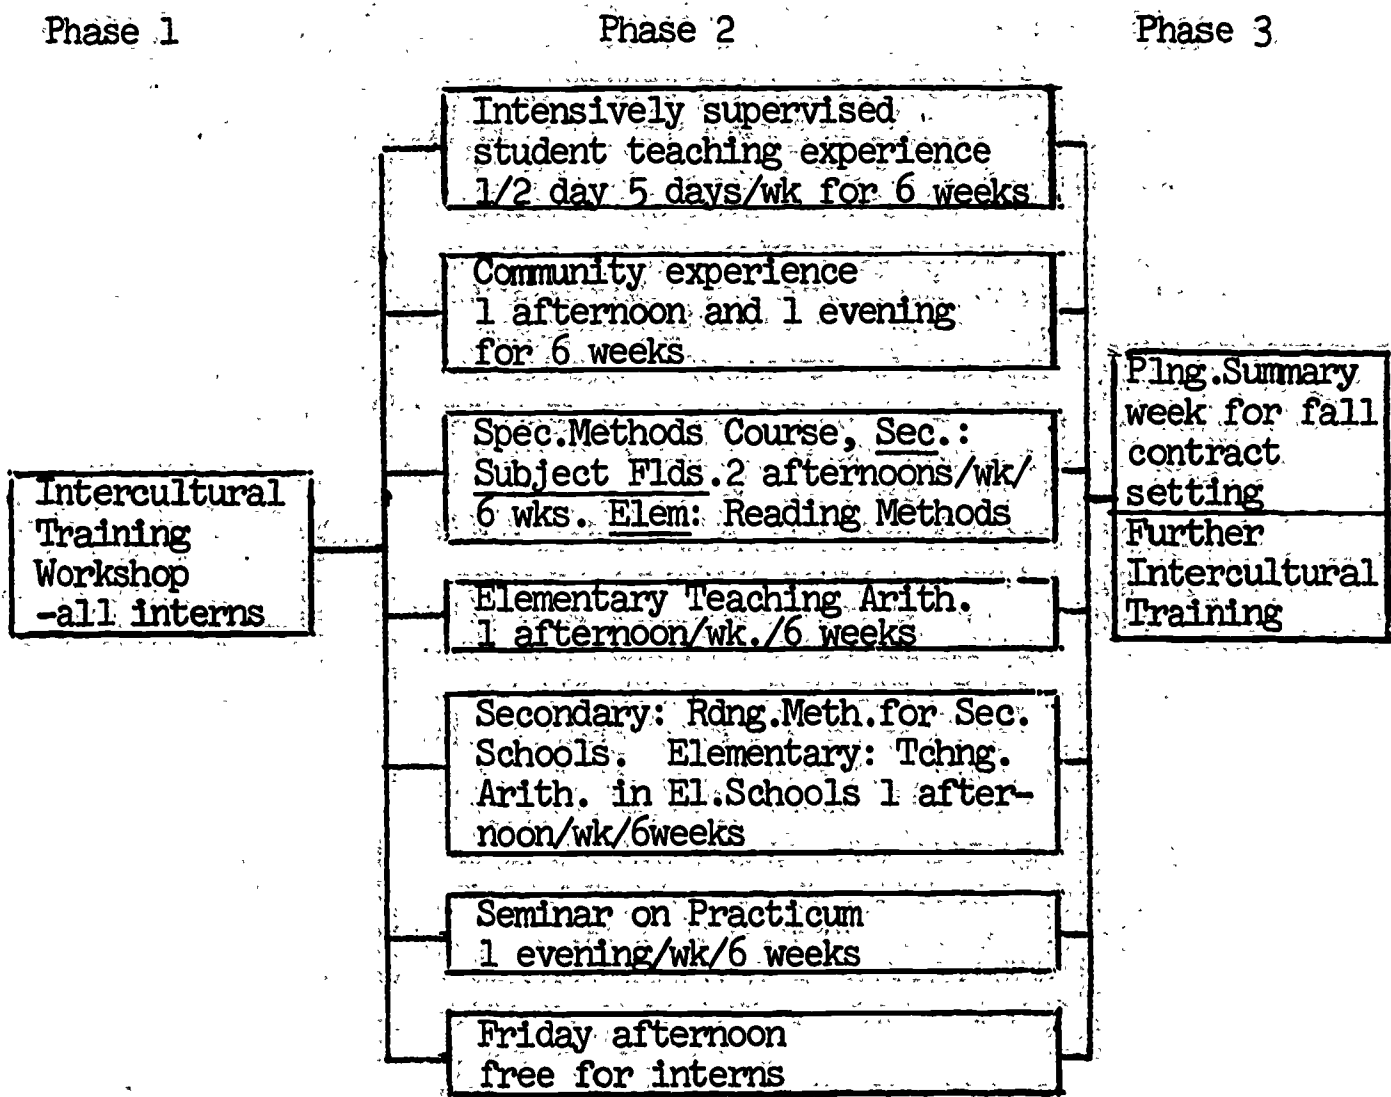 Phase 1
Phase 2
Phase 3
Intensively supervised
student teaching experience
1/2 day 5 days/wk for 6 weeks
Community experience
1 afternoon and 1 evening
for 6 weeks
Spec.Methods Course, Sec.:
Subject Flds.2 afternoons/wk/
6 wks. Elem: Reading Methods
Elementary Teaching Arith.
1 afternoon/wk./6 weeks
Secondary: Rdng.Meth.for Sec.
Schools. Elementary: Tchng.
Arith. in El.Schools 1 after-
noon/wk/6weeks
Seminar on Practicum
1 evening/wk/6 weeks
Friday afternoon
free for interns
Intercultural
Training
Workshop
-all interns
Plng.Summary
week for fall
contract
setting
Further
Intercultural
Training